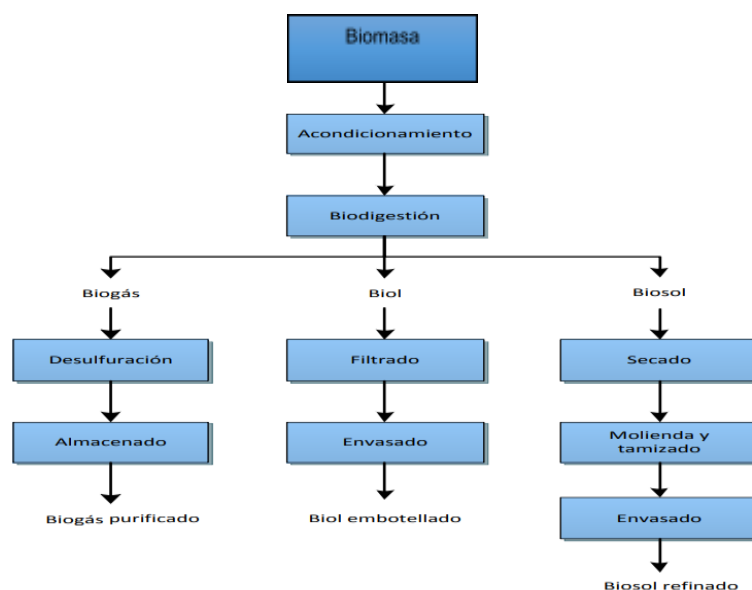 Biomasa
Acondicionamiento
Biodigestión
Biogás
Biol
Biosol
Desulfuración
Filtrado
Secado
Almacenado
Envasado
Molienda y
tamizado
Biogás purificado
Biol embotellado
Envasado
Biosol refinado